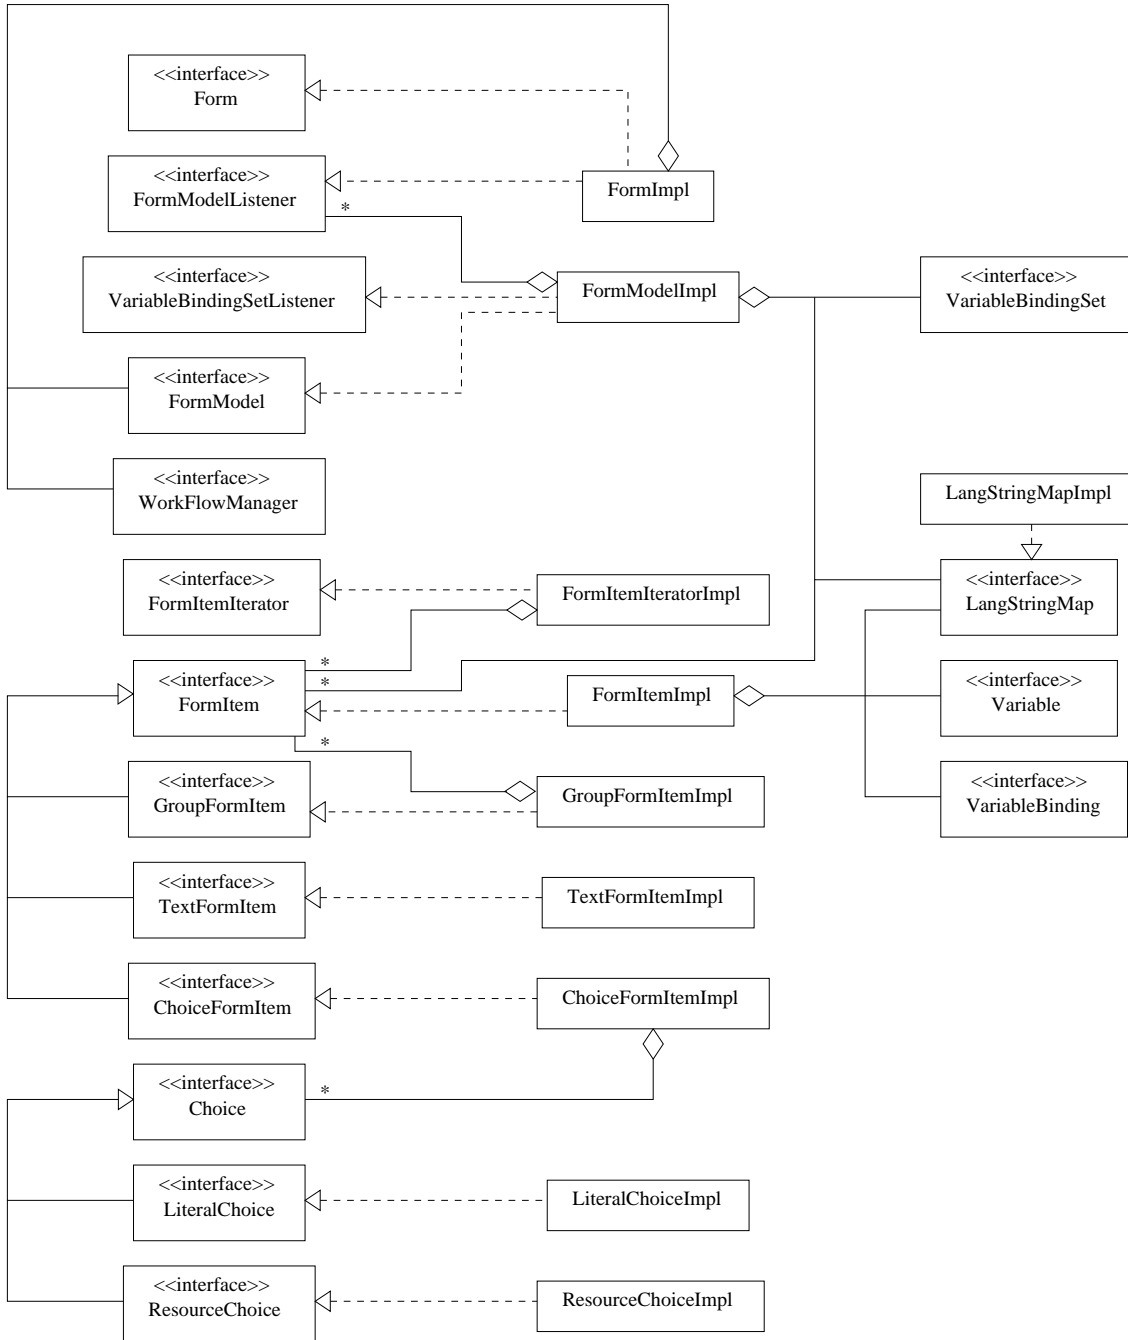 <<interface>>
Form
<<interface>>
FormModelListener
*
FormImpl
<<interface>>
VariableBindingSetListener
FormModelImpl
<<interface>>
VariableBindingSet
<<interface>>
FormModel
<<interface>>
WorkFlowManager
LangStringMapImpl
<<interface>>
FormItemIterator
FormItemIteratorImpl
<<interface>>
LangStringMap
*
<<interface>>
FormItem
*
FormItemImpl
<<interface>>
Variable
*
<<interface>>
GroupFormItem
GroupFormItemImpl
<<interface>>
VariableBinding
<<interface>>
TextFormItem
TextFormItemImpl
<<interface>>
ChoiceFormItem
ChoiceFormItemImpl
<<interface>>
Choice
*
<<interface>>
LiteralChoice
LiteralChoiceImpl
<<interface>>
ResourceChoice
ResourceChoiceImpl